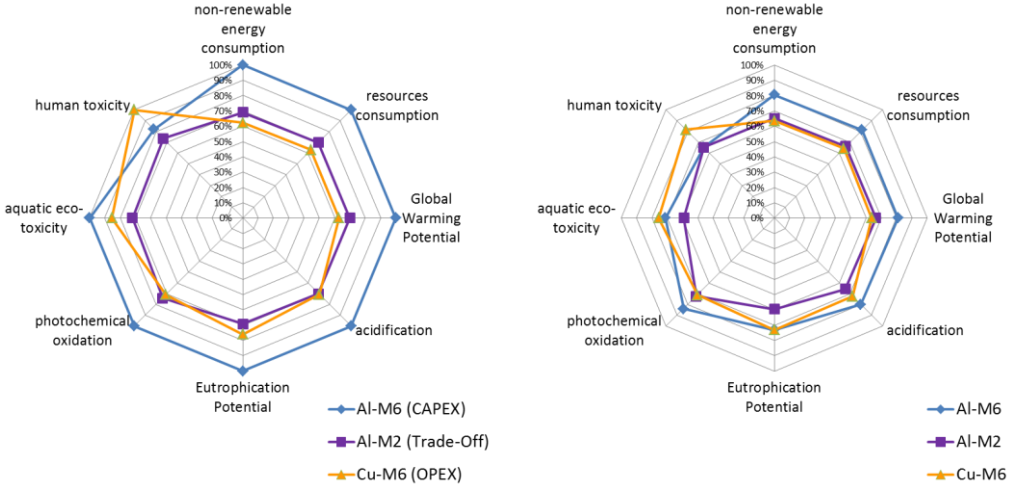 non-renewable
energy
consumption
100%
90%
80%
70%
60%
50%
40%
30%
20%
10%
0%
resources
consumption
Global
Warming
Potential
acidification
Eutrophication
Potential
photochemical
oxidation
aquatic eco-
toxicity
human toxicity
Al-M6 (CAPEX)
Al-M2 (Trade-Off)
Cu-M6 (OPEX)
non-renewable
energy
consumption
100%
90%
80%
70%
60%
50%
40%
30%
20%
10%
0%
resources
consumption
Global
Warming
Potential
acidification
Eutrophication
Potential
photochemical
oxidation
aquatic eco-
toxicity
human toxicity
Al-M6
Al-M2
Cu-M6